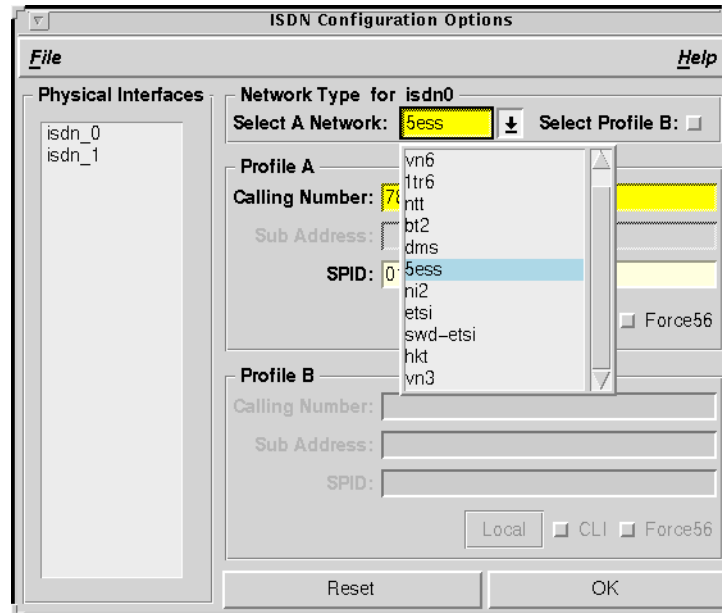 ISDN Configuration Options
File Help
Physical Interfaces
isdn_0
isdn_1
Network Type for isdn0
Select A Network: 5ess Select Profile B:
vn6
1tr6
ntt
bt2
dms
5ess
ni2
etsi
swd-etsi
hkt
vn3
Profile A
Calling Number: 78
Sub Address:
SPID: 01
Force56
Profile B
Calling Number:
Sub Address:
SPID:
Local CLI Force56
Reset OK